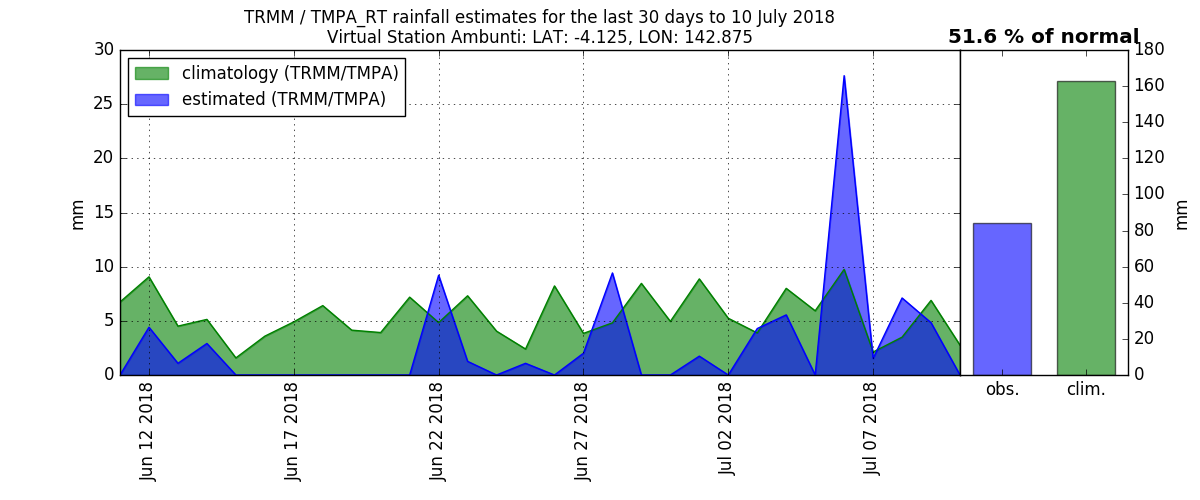 TRMM / TMPA_RT rainfall estimates for the last 30 days to 10 July 2018
Virtual Station Ambunti: LAT: -4.125, LON: 142.875
51.6 % of normal
climatology (TRMM/TMPA)
estimated (TRMM/TMPA)
mm
30
25
20
15
10
5
0
Jun 12 2018
Jun 17 2018
Jun 22 2018
Jun 27 2018
Jul 02 2018
Jul 07 2018
obs.
clim.
180
160
140
120
100
80
60
40
20
0
mm